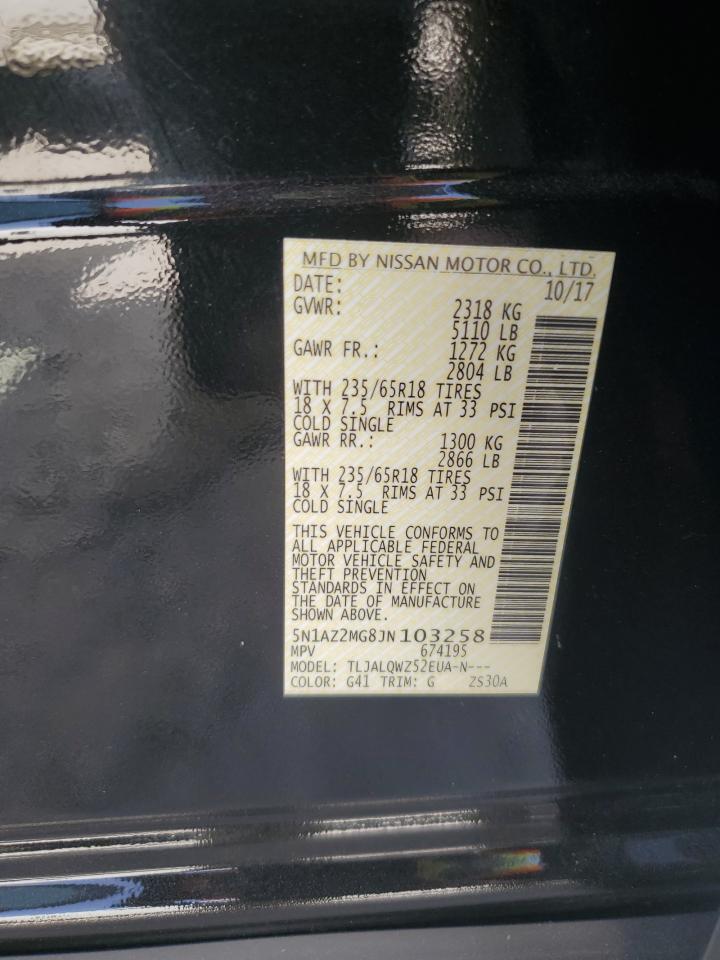 MFD BY NISSAN MOTOR CO., LTD.
DATE: 10/17
GVWR: 2318 KG
5110 LB
GAWR FR.: 1272 KG
2804 LB
WITH 235/65R18 TIRES
18 X 7.5 RIMS AT 33 PSI
COLD SINGLE
GAWR RR.: 1300 KG
2866 LB
WITH 235/65R18 TIRES
18 X 7.5 RIMS AT 33 PSI
COLD SINGLE
THIS VEHICLE CONFORMS TO
ALL APPLICABLE FEDERAL
MOTOR VEHICLE SAFETY AND
THEFT PREVENTION
STANDARDS IN EFFECT ON
THE DATE OF MANUFACTURE
SHOWN ABOVE.
5N1AZ2MG8JN103258
MPV 674195
MODEL: TLJALQWZ52EUA-N---
COLOR: G41 TRIM: G ZS30A